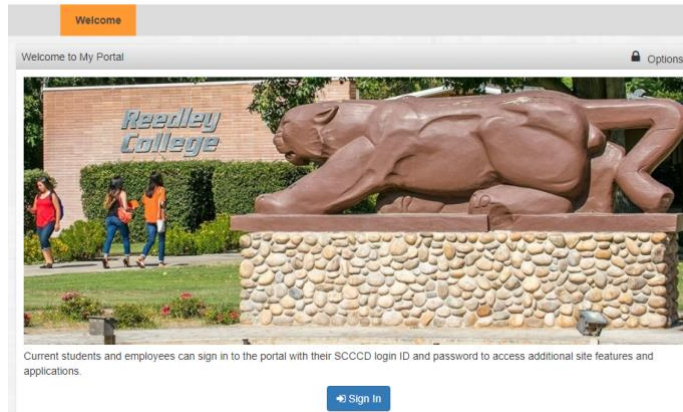 Welcome
Welcome to My Portal
Options
Reedley
College
Current students and employees can sign in to the portal with their SCCCD login ID and password to access additional site features and
applications.
Sign In